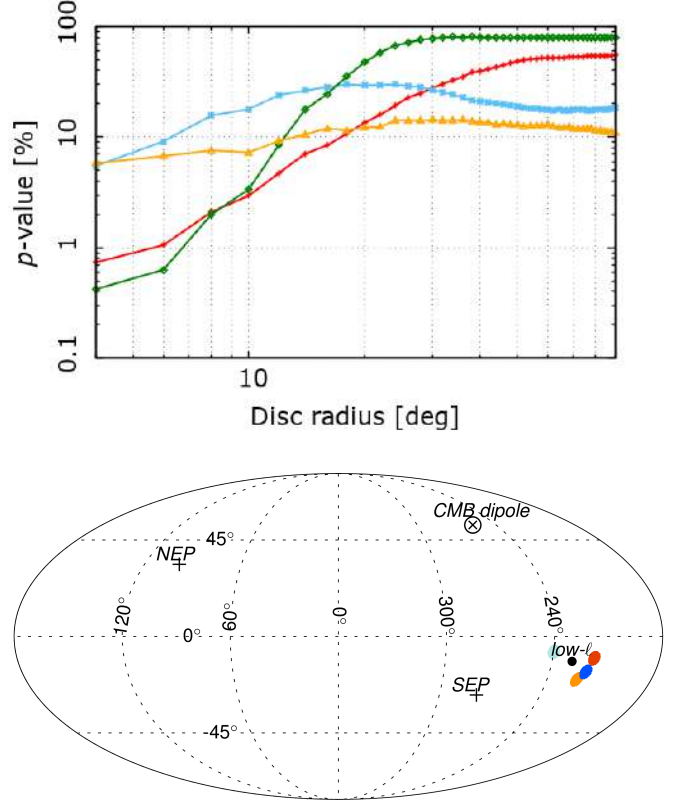 100
10
1
0.1
p-value [%]
10
Disc radius [deg]
CMB dipole
NEP
45°
120°
60°
0°
300°
240°
0°
low-ℓ
SEP
-45°